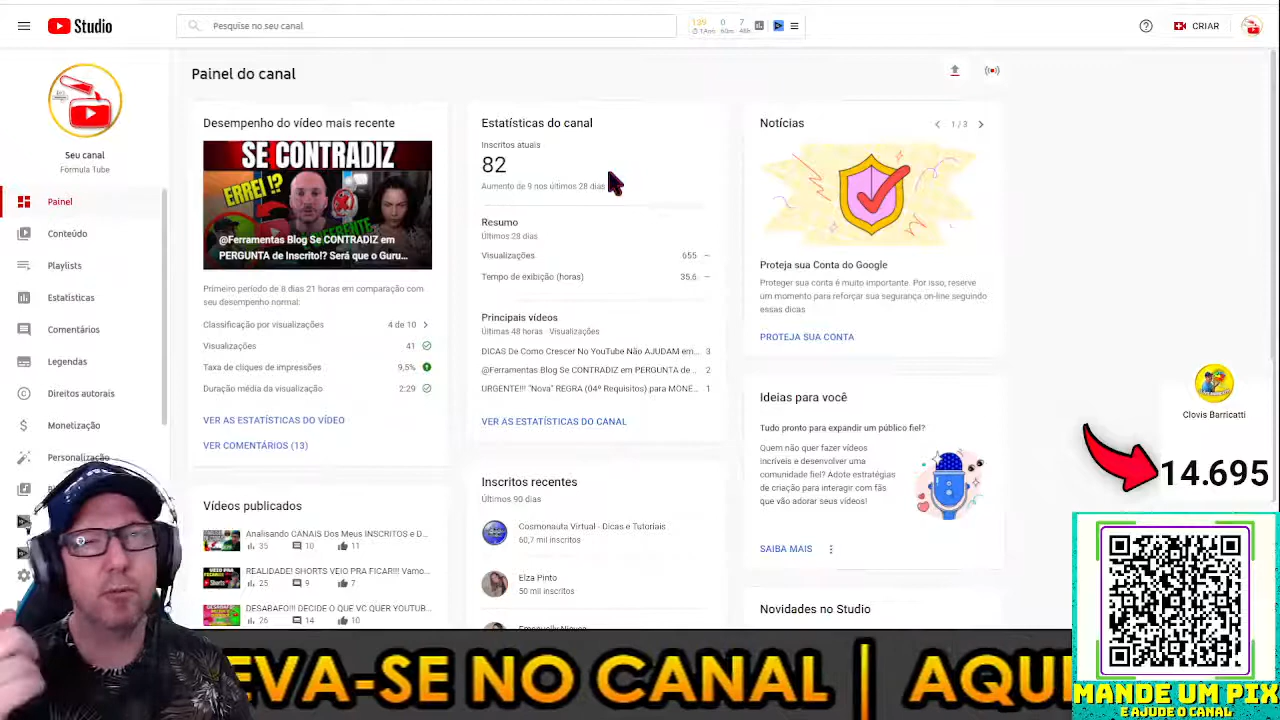 Studio
Pesquise no seu canal
139 0 7
1Ano 60m 48h
CRIAR
Seu canal
Fórmula Tube
Painel
Conteúdo
Playlists
Estatísticas
Comentários
Legendas
Direitos autorais
Monetização
Personalização
Painel do canal
Desempenho do vídeo mais recente
SE CONTRADIZ
ERREI !?
@Ferramentas Blog Se CONTRADIZ em
PERGUNTA de Inscrito!? Será que o Guru...
Primeiro período de 8 dias 21 horas em comparação com
seu desempenho normal:
Classificação por visualizações 4 de 10
Visualizações 41
Taxa de cliques de impressões 9,5%
Duração média da visualização 2:29
VER AS ESTATÍSTICAS DO VÍDEO
VER COMENTÁRIOS (13)
Vídeos publicados
Analisando CANAIS Dos Meus INSCRITOS e D...
35 10 11
REALIDADE! SHORTS VEIO PRA FICAR!!! Vamo...
25 9 7
DESABAFO!!! DECIDE O QUE VC QUER YOUTUB...
26 14 10
Estatísticas do canal
Inscritos atuais
82
Aumento de 9 nos últimos 28 dias
Resumo
Últimos 28 dias
Visualizações 655 —
Tempo de exibição (horas) 35,6 —
Principais vídeos
Últimas 48 horas · Visualizações
DICAS De Como Crescer No YouTube Não AJUDAM em... 3
@Ferramentas Blog Se CONTRADIZ em PERGUNTA de... 2
URGENTE!!! "Nova" REGRA (04º Requisitos) para MONE... 1
VER AS ESTATÍSTICAS DO CANAL
Inscritos recentes
Últimos 90 dias
Cosmonauta Virtual - Dicas e Tutoriais
60,7 mil inscritos
Elza Pinto
50 mil inscritos
Notícias
1 / 3
Proteja sua Conta do Google
Proteger sua conta é muito importante. Por isso, reserve
um momento para reforçar sua segurança on-line seguindo
essas dicas
PROTEJA SUA CONTA
Ideias para você
Tudo pronto para expandir um público fiel?
Quem não quer fazer vídeos
incríveis e desenvolver uma
comunidade fiel? Adote estratégias
de criação para interagir com fãs
que vão adorar seus vídeos!
SAIBA MAIS
Novidades no Studio
Clovis Barricatti
14.695
EVA-SE NO CANAL | AQU
MANDE UM PIX
E AJUDE O CANAL